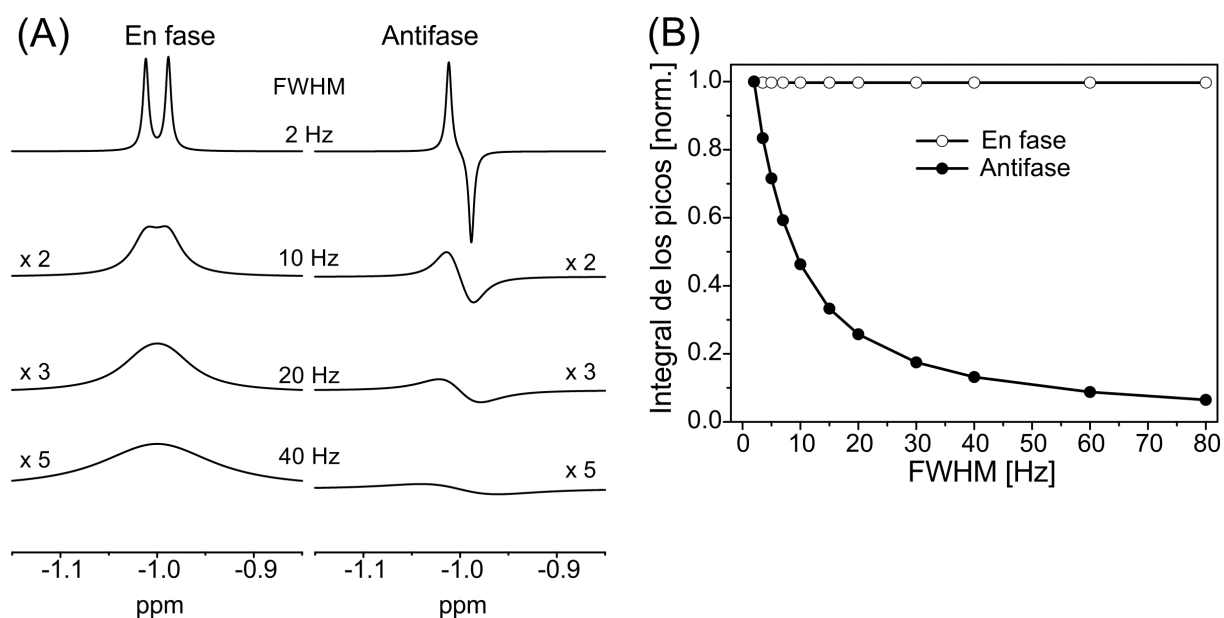 (A)
En fase
Antifase
FWHM
2 Hz
x 2
10 Hz
x 2
x 3
20 Hz
x 3
x 5
40 Hz
x 5
-1.1
-1.0
-0.9
-1.1
-1.0
-0.9
ppm
ppm
(B)
Integral de los picos [norm.]
1.0
0.8
0.6
0.4
0.2
0.0
En fase
Antifase
0 10 20 30 40 50 60 70 80
FWHM [Hz]